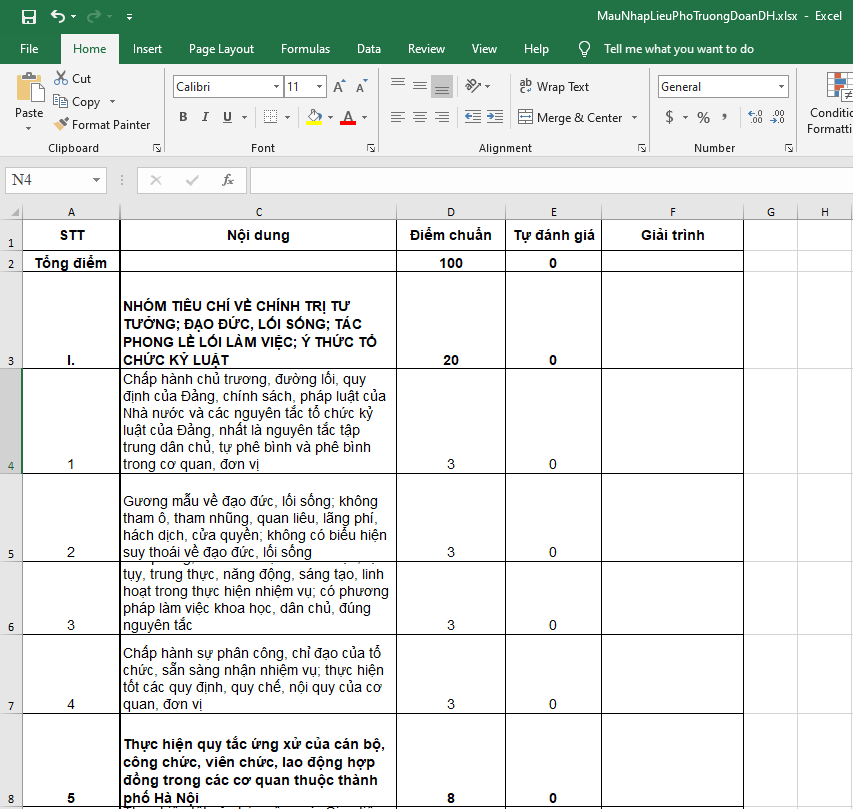 MauNhapLieuPhoTruongDoanDH.xlsx - Excel
File Home Insert Page Layout Formulas Data Review View Help Tell me what you want to do
Paste
Cut
Copy
Format Painter
Clipboard
Calibri 11 A A
B I U A
Font
ab Wrap Text
Merge & Center
Alignment
General
$ % , .00 .00
Number
Conditio
Formatti
N4 fx
A C D E F G H
1 STT Nội dung Điểm chuẩn Tự đánh giá Giải trình
2 Tổng điểm 100 0
NHÓM TIÊU CHÍ VỀ CHÍNH TRỊ TƯ
TƯỞNG; ĐẠO ĐỨC, LỐI SỐNG; TÁC
PHONG LỀ LỐI LÀM VIỆC; Ý THỨC TỔ
3 I. CHỨC KỶ LUẬT 20 0
Chấp hành chủ trương, đường lối, quy
định của Đảng, chính sách, pháp luật của
Nhà nước và các nguyên tắc tổ chức kỷ
luật của Đảng, nhất là nguyên tắc tập
trung dân chủ, tự phê bình và phê bình
4 1 trong cơ quan, đơn vị 3 0
Gương mẫu về đạo đức, lối sống; không
tham ô, tham nhũng, quan liêu, lãng phí,
hách dịch, cửa quyền; không có biểu hiện
5 2 suy thoái về đạo đức, lối sống 3 0
tụy, trung thực, năng động, sáng tạo, linh
hoạt trong thực hiện nhiệm vụ; có phương
pháp làm việc khoa học, dân chủ, đúng
6 3 nguyên tắc 3 0
Chấp hành sự phân công, chỉ đạo của tổ
chức, sẵn sàng nhận nhiệm vụ; thực hiện
tốt các quy định, quy chế, nội quy của cơ
7 4 quan, đơn vị 3 0
Thực hiện quy tắc ứng xử của cán bộ,
công chức, viên chức, lao động hợp
đồng trong các cơ quan thuộc thành
8 5 phố Hà Nội 8 0